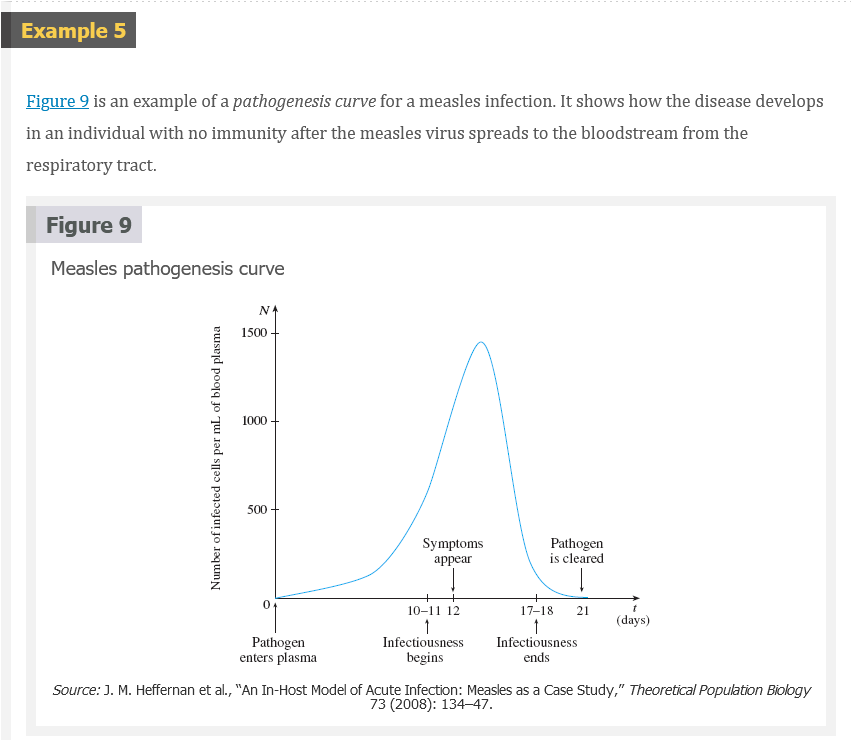 Example 5
Figure 9 is an example of a pathogenesis curve for a measles infection. It shows how the disease develops
in an individual with no immunity after the measles virus spreads to the bloodstream from the
respiratory tract.
Figure 9
Measles pathogenesis curve
N
Number of infected cells per mL of blood plasma
1500
1000
500
0
Symptoms
appear
Pathogen
is cleared
10–11 12 17–18 21 t
(days)
Pathogen
enters plasma
Infectiousness
begins
Infectiousness
ends
Source: J. M. Heffernan et al., “An In-Host Model of Acute Infection: Measles as a Case Study,” Theoretical Population Biology
73 (2008): 134–47.